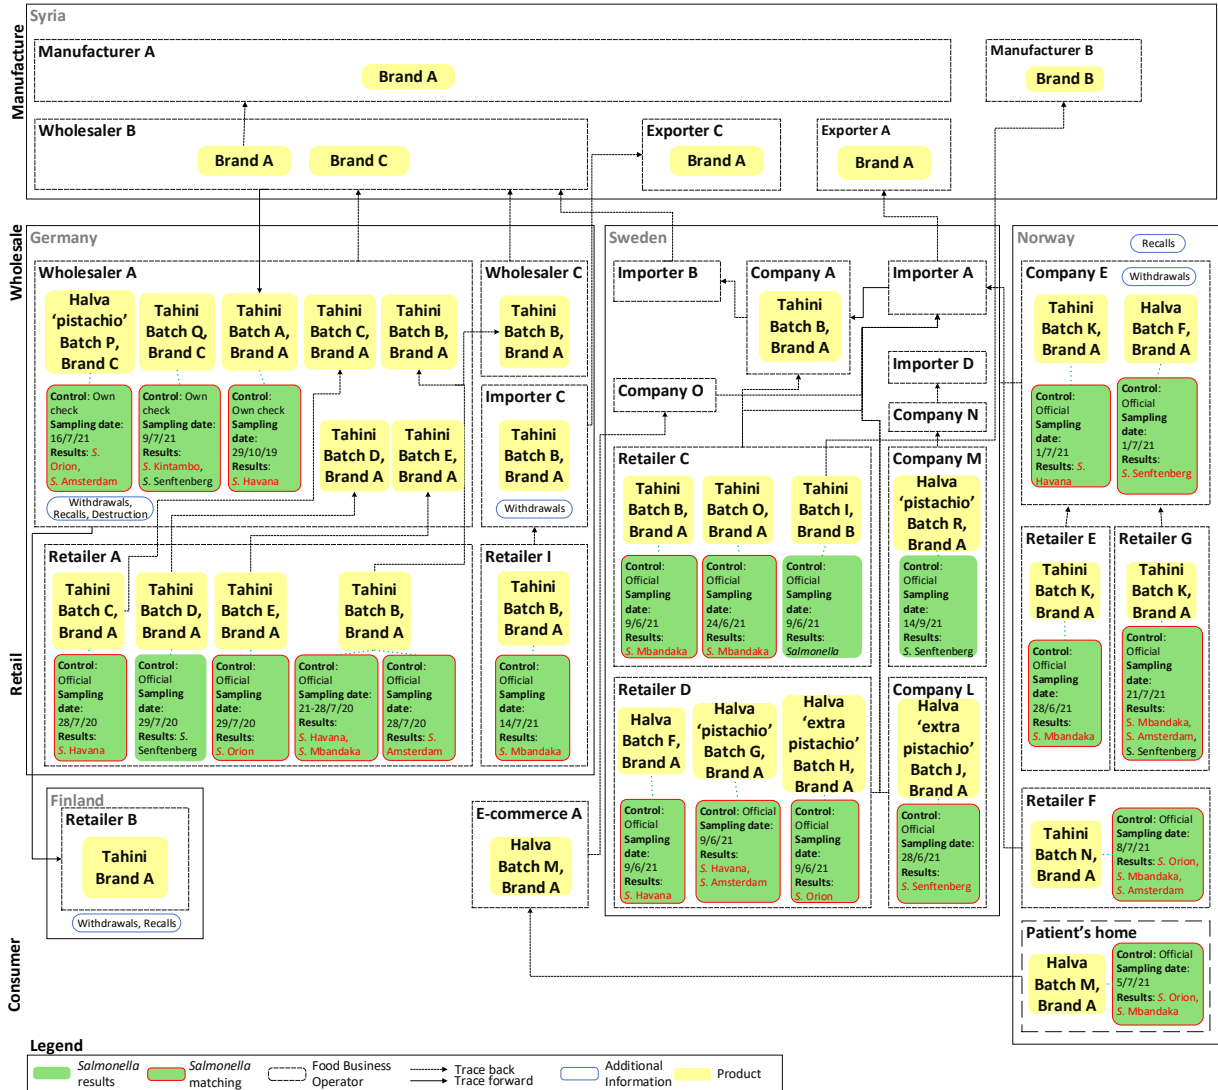 Manufacture
Syria
Manufacturer A
Brand A
Manufacturer B
Brand B
Wholesaler B
Brand A
Brand C
Exporter C
Brand A
Exporter A
Brand A
Wholesale
Germany
Wholesaler A
Halva
‘pistachio’
Batch P,
Brand C
Tahini
Batch Q,
Brand C
Tahini
Batch A,
Brand A
Tahini
Batch C,
Brand A
Tahini
Batch B,
Brand A
Control: Own
check
Sampling date:
16/7/21
Results: S.
Orion,
S. Amsterdam
Control: Own
check
Sampling date:
9/7/21
Results:
S. Kintambo,
S. Senftenberg
Control:
Own check
Sampling
date:
29/10/19
Results:
S. Havana
Tahini
Batch D,
Brand A
Tahini
Batch E,
Brand A
Withdrawals,
Recalls, Destruction
Wholesaler C
Tahini
Batch B,
Brand A
Importer C
Tahini
Batch B,
Brand A
Withdrawals
Retail
Retailer A
Tahini
Batch C,
Brand A
Tahini
Batch D,
Brand A
Tahini
Batch E,
Brand A
Tahini
Batch B,
Brand A
Control:
Official
Sampling
date:
28/7/20
Results:
S. Havana
Control:
Official
Sampling
date:
29/7/20
Results: S.
Senftenberg
Control:
Official
Sampling
date:
29/7/20
Results:
S. Orion
Control:
Official
Sampling date:
21-28/7/20
Results:
S. Havana,
S. Mbandaka
Control:
Official
Sampling
date:
28/7/20
Results:
S. Amsterdam
Retailer I
Tahini
Batch B,
Brand A
Control:
Official
Sampling
date:
14/7/21
Results:
S. Mbandaka
Sweden
Importer B
Company A
Tahini
Batch B,
Brand A
Importer A
Importer D
Company O
Company N
Retailer C
Tahini
Batch B,
Brand A
Tahini
Batch O,
Brand A
Tahini
Batch I,
Brand B
Control:
Official
Sampling
date:
9/6/21
Results:
S. Mbandaka
Control:
Official
Sampling
date:
24/6/21
Results:
S. Mbandaka
Control:
Official
Sampling
date:
9/6/21
Results:
Salmonella
Company M
Halva
‘pistachio’
Batch R,
Brand A
Control:
Official
Sampling
date:
14/9/21
Results:
S. Senftenberg
Retailer D
Halva
Batch F,
Brand A
Halva
‘pistachio’
Batch G,
Brand A
Halva
‘extra
pistachio’
Batch H,
Brand A
Control:
Official
Sampling
date:
9/6/21
Results:
S. Havana
Control: Official
Sampling date:
9/6/21
Results:
S. Havana,
S. Amsterdam
Control:
Official
Sampling
date:
9/6/21
Results:
S. Orion
Company L
Halva
‘extra
pistachio’
Batch J,
Brand A
Control:
Official
Sampling date:
28/6/21
Results:
S. Senftenberg
Norway
Recalls
Company E
Withdrawals
Tahini
Batch K,
Brand A
Halva
Batch F,
Brand A
Control:
Official
Sampling
date:
1/7/21
Results: S.
Havana
Control:
Official
Sampling date:
1/7/21
Results:
S. Senftenberg
Retailer E
Tahini
Batch K,
Brand A
Control:
Official
Sampling
date:
28/6/21
Results:
S. Mbandaka
Retailer G
Tahini
Batch K,
Brand A
Control:
Official
Sampling date:
21/7/21
Results:
S. Mbandaka,
S. Amsterdam,
S. Senftenberg
Retailer F
Tahini
Batch N,
Brand A
Control: Official
Sampling date:
8/7/21
Results: S. Orion,
S. Mbandaka,
S. Amsterdam
Finland
Retailer B
Tahini
Brand A
Withdrawals, Recalls
E-commerce A
Halva
Batch M,
Brand A
Consumer
Patient’s home
Halva
Batch M,
Brand A
Control: Official
Sampling date:
5/7/21
Results: S. Orion,
S. Mbandaka
Legend
Salmonella
results
Salmonella
matching
Food Business
Operator
Trace back
Trace forward
Additional
Information
Product